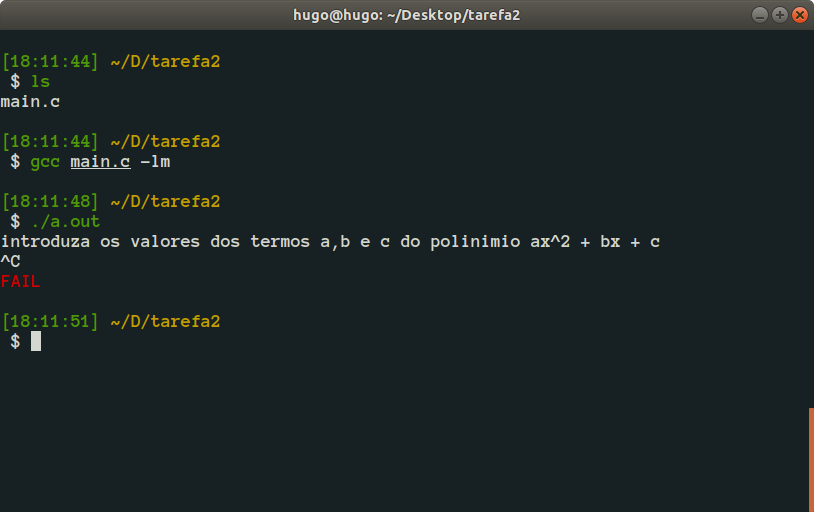 hugo@hugo: ~/Desktop/tarefa2
[18:11:44] ~/D/tarefa2
$ ls
main.c
[18:11:44] ~/D/tarefa2
$ gcc main.c -lm
[18:11:48] ~/D/tarefa2
$ ./a.out
introduza os valores dos termos a,b e c do polinimio ax^2 + bx + c
^C
FAIL
[18:11:51] ~/D/tarefa2
$